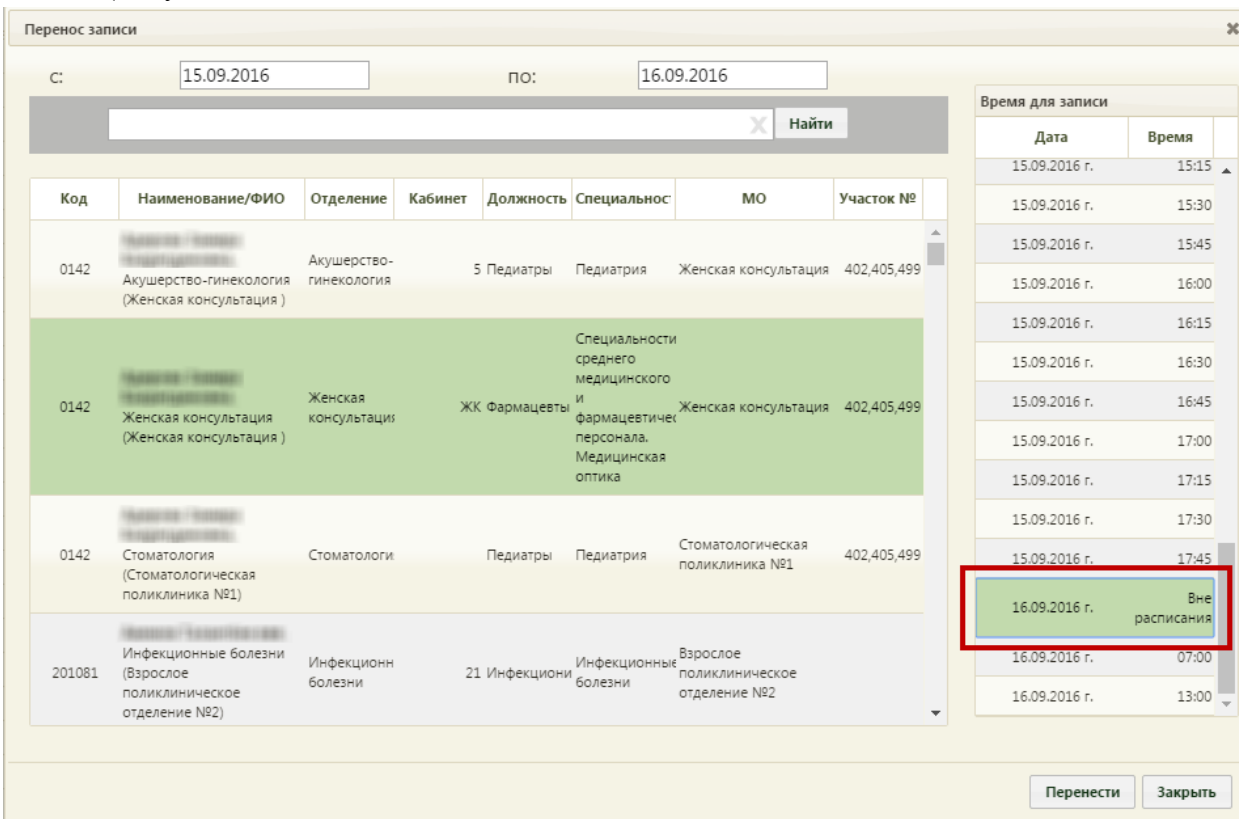 Перенос записи
с: 15.09.2016 по: 16.09.2016
Найти
Код Наименование/ФИО Отделение Кабинет Должность Специальнос МО Участок №
0142 Акушерство-гинекология (Женская консультация ) Акушерство-гинекология 5 Педиатры Педиатрия Женская консультация 402,405,499
0142 Женская консультация (Женская консультация ) Женская консультация ЖК Фармацевты Специальности среднего медицинского и фармацевтичес персонала. Медицинская оптика Женская консультация 402,405,499
0142 Стоматология (Стоматологическая поликлиника №1) Стоматологи Педиатры Педиатрия Стоматологическая поликлиника №1 402,405,499
201081 Инфекционные болезни (Взрослое поликлиническое отделение №2) Инфекционн болезни 21 Инфекциони Инфекционные болезни Взрослое поликлиническое отделение №2
Время для записи
Дата Время
15.09.2016 г. 15:15
15.09.2016 г. 15:30
15.09.2016 г. 15:45
15.09.2016 г. 16:00
15.09.2016 г. 16:15
15.09.2016 г. 16:30
15.09.2016 г. 16:45
15.09.2016 г. 17:00
15.09.2016 г. 17:15
15.09.2016 г. 17:30
15.09.2016 г. 17:45
16.09.2016 г. Вне расписания
16.09.2016 г. 07:00
16.09.2016 г. 13:00
Перенести Закрыть